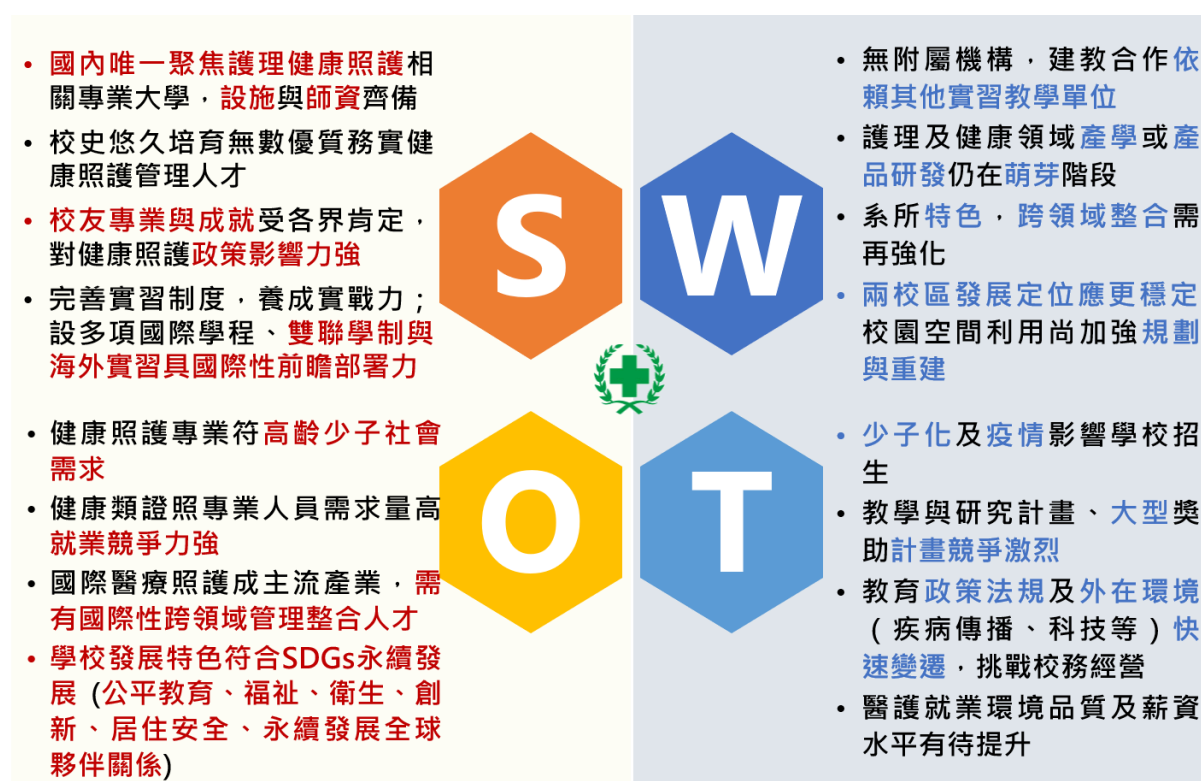 • 國內唯一聚焦護理健康照護相
關專業大學，設施與師資齊備
• 校史悠久培育無數優質務實健
康照護管理人才
• 校友專業與成就受各界肯定，
對健康照護政策影響力強
• 完善實習制度，養成實戰力；
設多項國際學程、雙聯學制與
海外實習具國際性前瞻部署力
S
W
• 無附屬機構，建教合作依
賴其他實習教學單位
• 護理及健康領域產學或產
品研發仍在萌芽階段
• 系所特色，跨領域整合需
再強化
• 兩校區發展定位應更穩定
校園空間利用尚加強規劃
與重建
• 健康照護專業符高齡少子社會
需求
• 健康類證照專業人員需求量高
就業競爭力強
• 國際醫療照護成主流產業，需
有國際性跨領域管理整合人才
• 學校發展特色符合SDGs永續發
展 (公平教育、福祉、衛生、創
新、居住安全、永續發展全球
夥伴關係)
O
T
• 少子化及疫情影響學校招
生
• 教學與研究計畫、大型獎
助計畫競爭激烈
• 教育政策法規及外在環境
（疾病傳播、科技等）快
速變遷，挑戰校務經營
• 醫護就業環境品質及薪資
水平有待提升